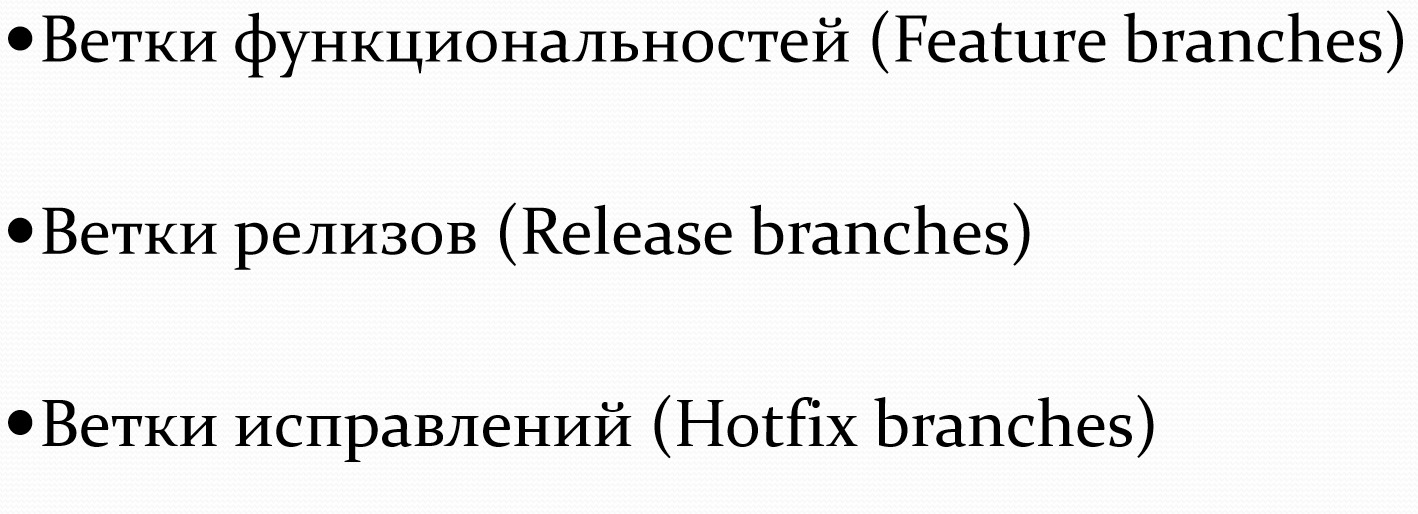 •Ветки функциональностей (Feature branches)
•Ветки релизов (Release branches)
•Ветки исправлений (Hotfix branches)